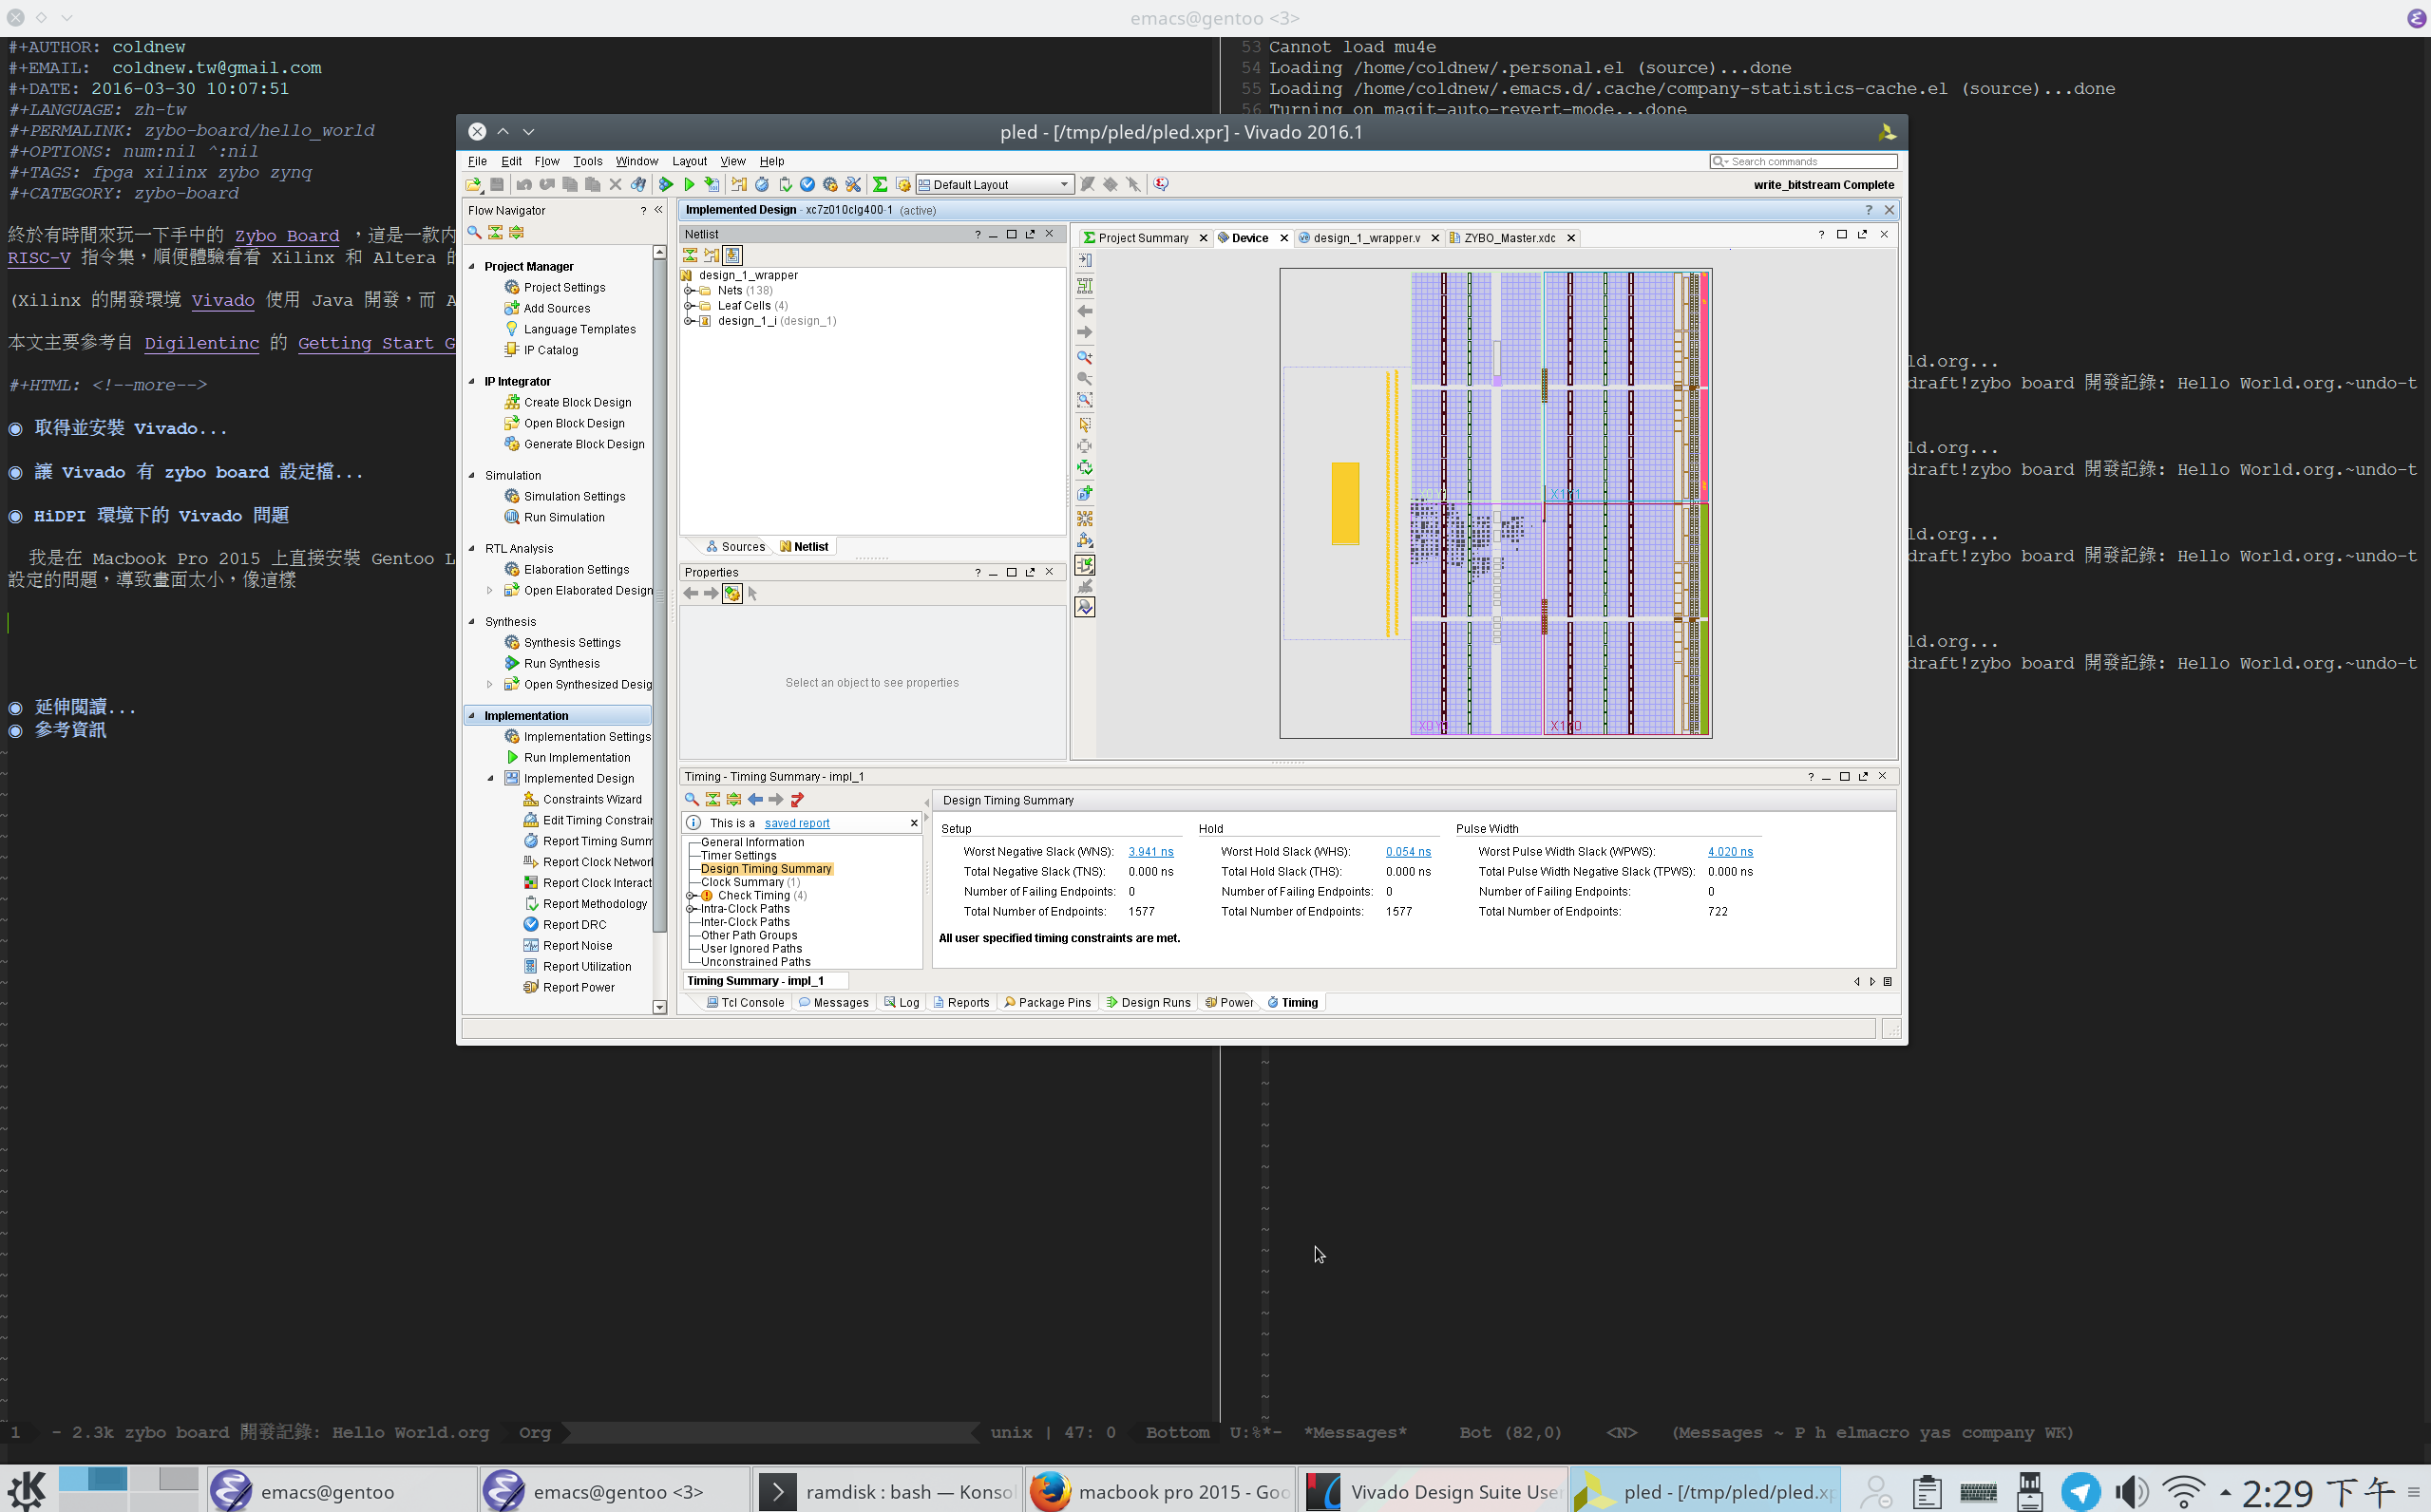 emacs@gentoo <3>
#+AUTHOR: coldnew
#+EMAIL:  coldnew.tw@gmail.com
#+DATE: 2016-03-30 10:07:51
#+LANGUAGE: zh-tw
#+PERMALINK: zybo-board/hello_world
#+OPTIONS: num:nil ^:nil
#+TAGS: fpga xilinx zybo zynq
#+CATEGORY: zybo-board
終於有時間來玩一下手中的 Zybo Board ，這是一款內
RISC-V 指令集，順便體驗看看 Xilinx 和 Altera 的
(Xilinx 的開發環境 Vivado 使用 Java 開發，而 A
本文主要參考自 Digilentinc 的 Getting Start G
#+HTML: <!--more-->
◉ 取得並安裝 Vivado...
◉ 讓 Vivado 有 zybo board 設定檔...
◉ HiDPI 環境下的 Vivado 問題
我是在 Macbook Pro 2015 上直接安裝 Gentoo L
設定的問題，導致畫面太小，像這樣
◉ 延伸閱讀...
◉ 參考資訊
53 Cannot load mu4e
54 Loading /home/coldnew/.personal.el (source)...done
55 Loading /home/coldnew/.emacs.d/.cache/company-statistics-cache.el (source)...done
56 Turning on magit-auto-revert-mode...done
ld.org...
draft!zybo board 開發記錄: Hello World.org.~undo-t
ld.org...
draft!zybo board 開發記錄: Hello World.org.~undo-t
ld.org...
draft!zybo board 開發記錄: Hello World.org.~undo-t
ld.org...
draft!zybo board 開發記錄: Hello World.org.~undo-t
pled - [/tmp/pled/pled.xpr] - Vivado 2016.1
File Edit Flow Tools Window Layout View Help
Search commands
Default Layout
write_bitstream Complete
Flow Navigator
Project Manager
Project Settings
Add Sources
Language Templates
IP Catalog
IP Integrator
Create Block Design
Open Block Design
Generate Block Design
Simulation
Simulation Settings
Run Simulation
RTL Analysis
Elaboration Settings
Open Elaborated Design
Synthesis
Synthesis Settings
Run Synthesis
Open Synthesized Desig
Implementation
Implementation Settings
Run Implementation
Implemented Design
Constraints Wizard
Edit Timing Constrain
Report Timing Summ
Report Clock Networ
Report Clock Interact
Report Methodology
Report DRC
Report Noise
Report Utilization
Report Power
Implemented Design - xc7z010clg400-1 (active)
Netlist
design_1_wrapper
Nets (138)
Leaf Cells (4)
design_1_i (design_1)
Sources Netlist
Properties
Select an object to see properties
Project Summary Device design_1_wrapper.v ZYBO_Master.xdc
Timing - Timing Summary - impl_1
This is a saved report
General Information
Timer Settings
Design Timing Summary
Clock Summary (1)
Check Timing (4)
Intra-Clock Paths
Inter-Clock Paths
Other Path Groups
User Ignored Paths
Unconstrained Paths
Design Timing Summary
Setup Hold Pulse Width
Worst Negative Slack (WNS): 3.941 ns Worst Hold Slack (WHS): 0.054 ns Worst Pulse Width Slack (WPWS): 4.020 ns
Total Negative Slack (TNS): 0.000 ns Total Hold Slack (THS): 0.000 ns Total Pulse Width Negative Slack (TPWS): 0.000 ns
Number of Failing Endpoints: 0 Number of Failing Endpoints: 0 Number of Failing Endpoints: 0
Total Number of Endpoints: 1577 Total Number of Endpoints: 1577 Total Number of Endpoints: 722
All user specified timing constraints are met.
Timing Summary - impl_1
Tcl Console Messages Log Reports Package Pins Design Runs Power Timing
1 - 2.3k zybo board 開發記錄: Hello World.org Org unix | 47: 0 Bottom
U:%*- *Messages* Bot (82,0) <N> (Messages ~ P h elmacro yas company WK)
emacs@gentoo
emacs@gentoo <3>
ramdisk : bash — Konsol
macbook pro 2015 - Goo
Vivado Design Suite User
pled - [/tmp/pled/pled.xp
2:29 下午